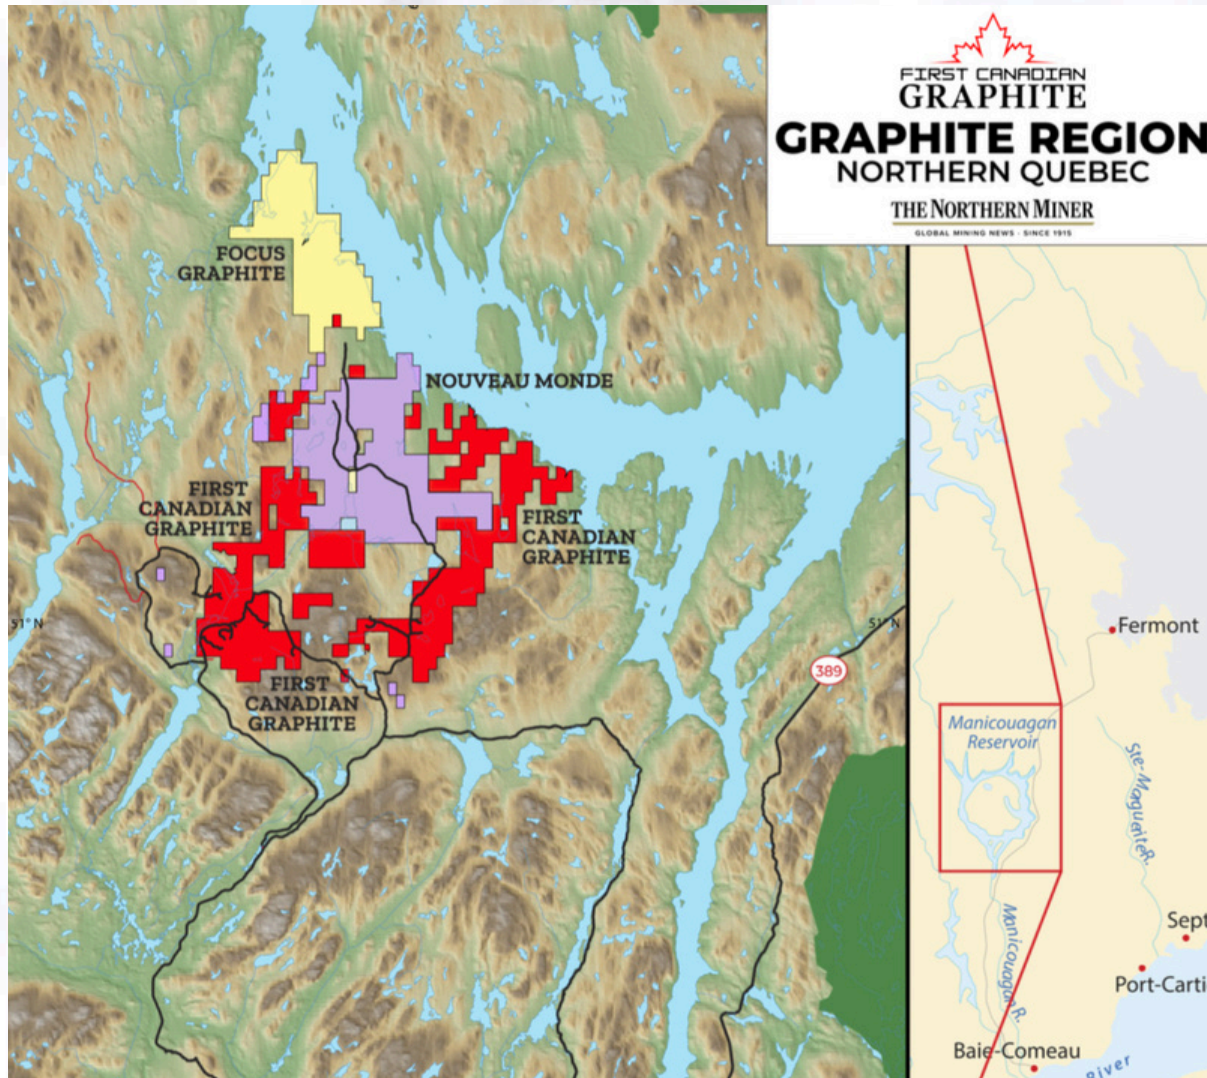 FIRST CANADIAN
GRAPHITE
GRAPHITE REGION
NORTHERN QUEBEC
THE NORTHERN MINER
GLOBAL MINING NEWS · SINCE 1915
FOCUS
GRAPHITE
NOUVEAU MONDE
FIRST
CANADIAN
GRAPHITE
FIRST
CANADIAN
GRAPHITE
51° N
51° N
FIRST
CANADIAN
GRAPHITE
389
Fermont
Manicouagan
Reservoir
Ste-Marguerite R.
Manicouagan R.
Sept
Port-Carti
Baie-Comeau
River